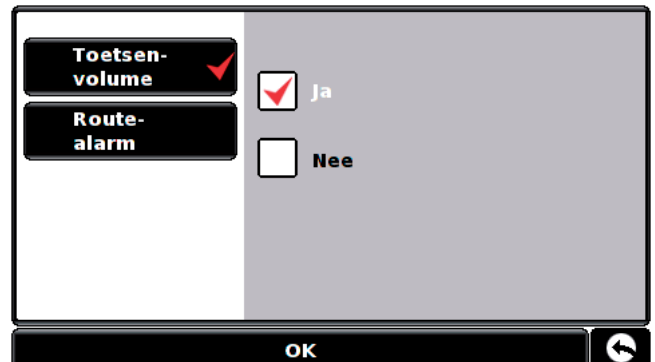 Toetsen-
volume
Route-
alarm
Ja
Nee
OK